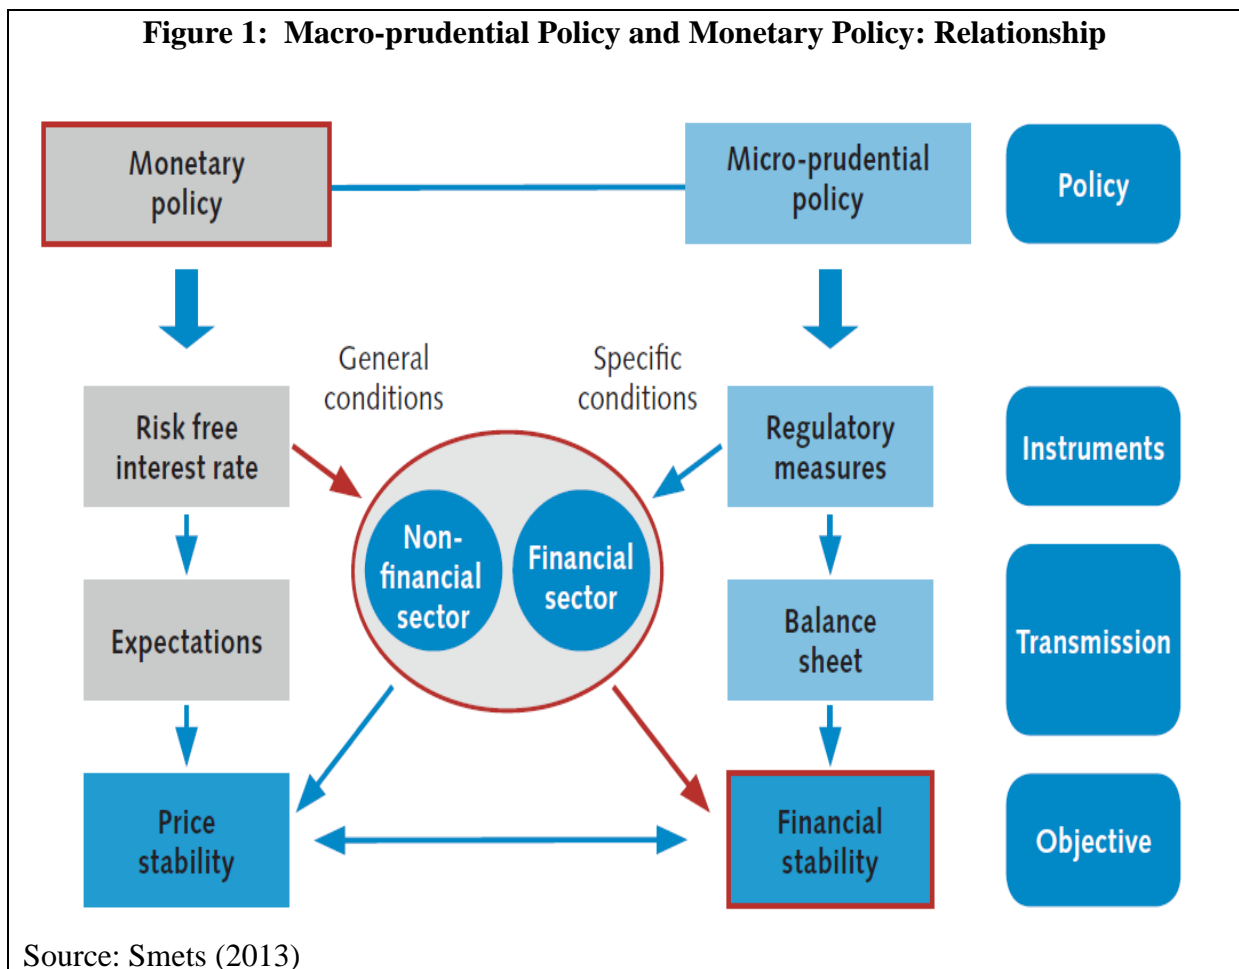 Figure 1:  Macro-prudential Policy and Monetary Policy: Relationship
Monetary
policy
Micro-prudential
policy
Policy
General
conditions
Specific
conditions
Risk free
interest rate
Regulatory
measures
Instruments
Non-
financial
sector
Financial
sector
Expectations
Balance
sheet
Transmission
Price
stability
Financial
stability
Objective
Source: Smets (2013)